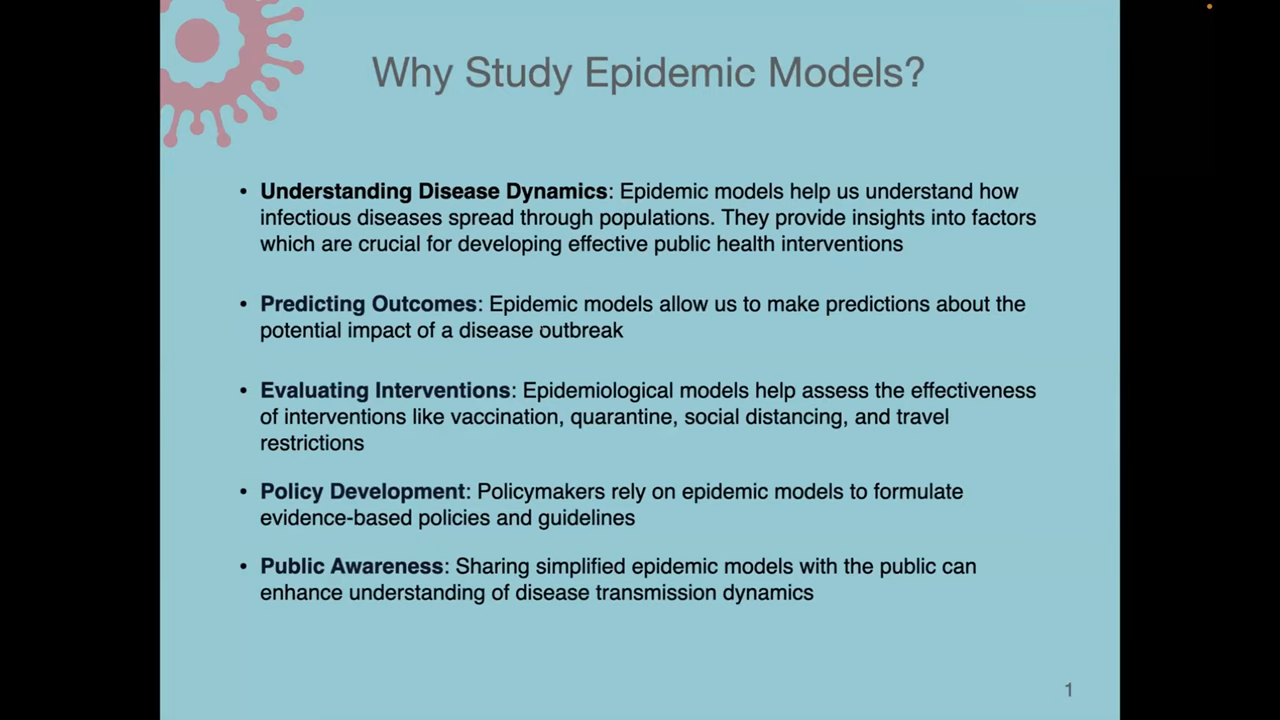 Why Study Epidemic Models?
• Understanding Disease Dynamics: Epidemic models help us understand how
infectious diseases spread through populations. They provide insights into factors
which are crucial for developing effective public health interventions
• Predicting Outcomes: Epidemic models allow us to make predictions about the
potential impact of a disease outbreak
• Evaluating Interventions: Epidemiological models help assess the effectiveness
of interventions like vaccination, quarantine, social distancing, and travel
restrictions
• Policy Development: Policymakers rely on epidemic models to formulate
evidence-based policies and guidelines
• Public Awareness: Sharing simplified epidemic models with the public can
enhance understanding of disease transmission dynamics
1